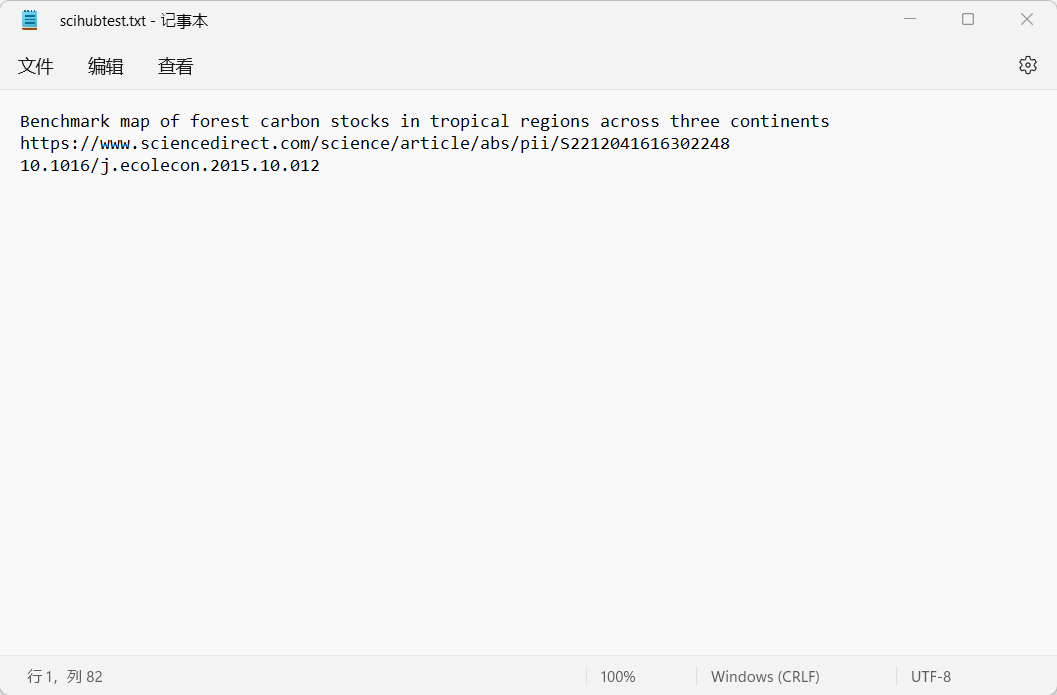 scihubtest.txt - 记事本
文件 编辑 查看
Benchmark map of forest carbon stocks in tropical regions across three continents
https://www.sciencedirect.com/science/article/abs/pii/S2212041616302248
10.1016/j.ecolecon.2015.10.012
行 1，列 82 100% Windows (CRLF) UTF-8